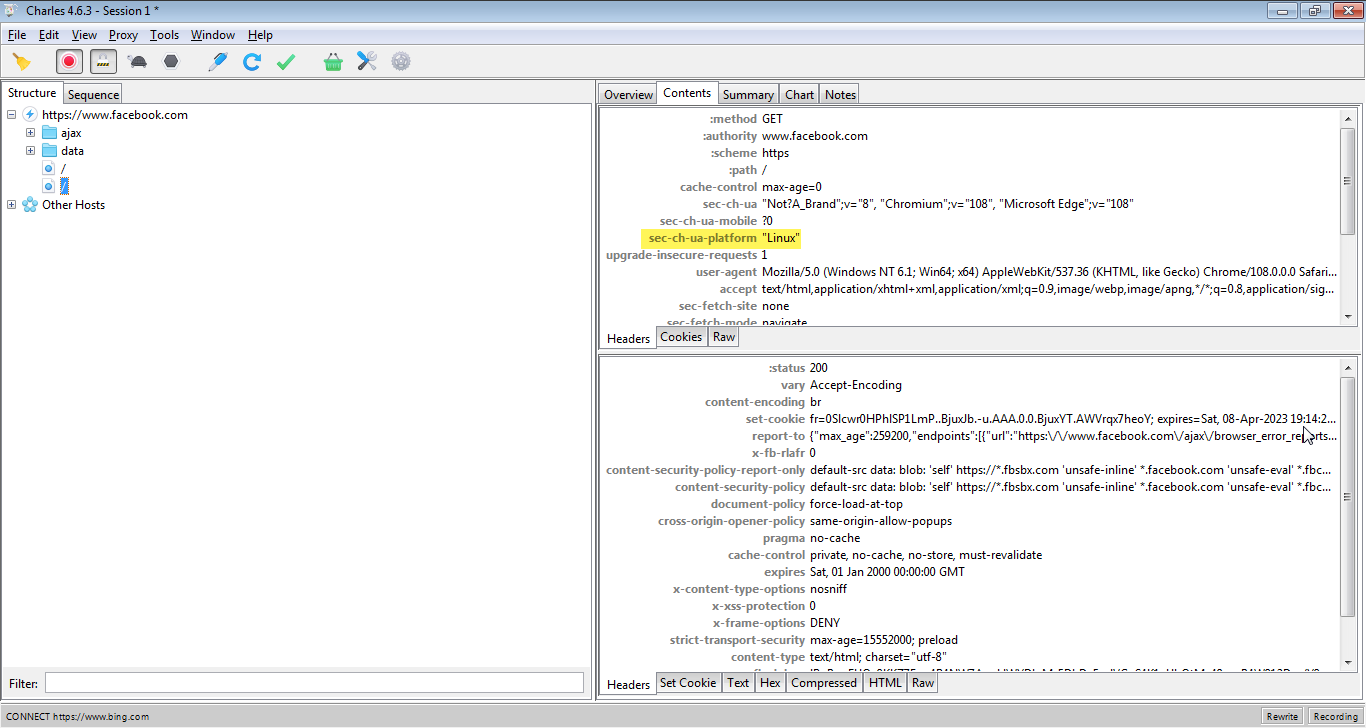 Charles 4.6.3 - Session 1 *
File Edit View Proxy Tools Window Help
Structure Sequence
https://www.facebook.com
ajax
data
/
/
Other Hosts
Filter:
Overview Contents Summary Chart Notes
:method GET
:authority www.facebook.com
:scheme https
:path /
cache-control max-age=0
sec-ch-ua "Not?A_Brand";v="8", "Chromium";v="108", "Microsoft Edge";v="108"
sec-ch-ua-mobile ?0
sec-ch-ua-platform "Linux"
upgrade-insecure-requests 1
user-agent Mozilla/5.0 (Windows NT 6.1; Win64; x64) AppleWebKit/537.36 (KHTML, like Gecko) Chrome/108.0.0.0 Safari...
accept text/html,application/xhtml+xml,application/xml;q=0.9,image/webp,image/apng,*/*;q=0.8,application/sig...
sec-fetch-site none
sec-fetch-mode navigate
Headers Cookies Raw
:status 200
vary Accept-Encoding
content-encoding br
set-cookie expires=Sat, 08-Apr-2023 19:14:2...
report-to {"max_age":259200,"endpoints":[{"url":"https:\/\/www.facebook.com\/ajax\/browser_error_reports...
x-fb-rlafr 0
content-security-policy-report-only default-src data: blob: 'self' https://*.fbsbx.com 'unsafe-inline' *.facebook.com 'unsafe-eval' *.fbc...
content-security-policy default-src data: blob: 'self' https://*.fbsbx.com 'unsafe-inline' *.facebook.com 'unsafe-eval' *.fbc...
document-policy force-load-at-top
cross-origin-opener-policy same-origin-allow-popups
pragma no-cache
cache-control private, no-cache, no-store, must-revalidate
expires Sat, 01 Jan 2000 00:00:00 GMT
x-content-type-options nosniff
x-xss-protection 0
x-frame-options DENY
strict-transport-security max-age=15552000; preload
content-type text/html; charset="utf-8"
Headers Set Cookie Text Hex Compressed HTML Raw
CONNECT https://www.bing.com
Rewrite Recording